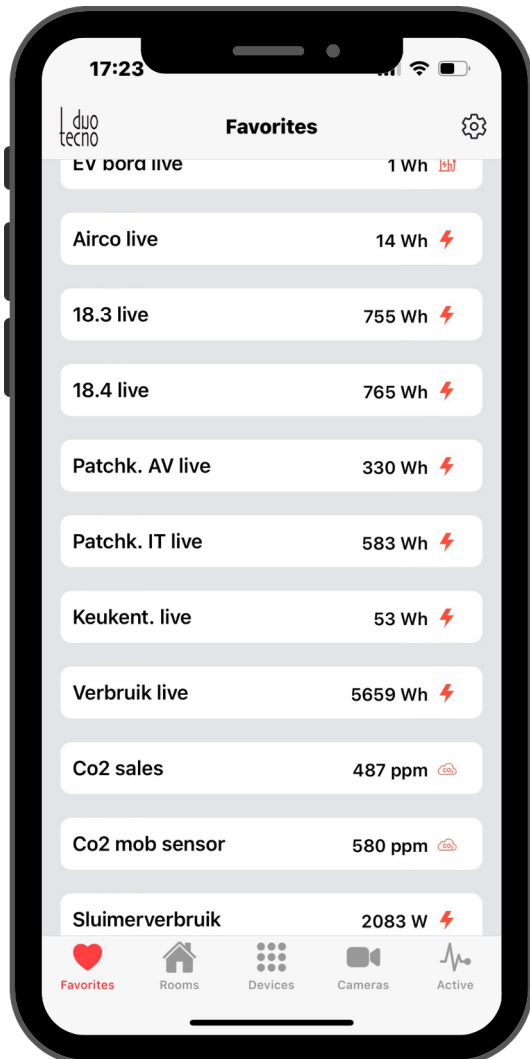 17:23
duo
tecno
Favorites
EV bord live 1 Wh
Airco live 14 Wh
18.3 live 755 Wh
18.4 live 765 Wh
Patchk. AV live 330 Wh
Patchk. IT live 583 Wh
Keukent. live 53 Wh
Verbruik live 5659 Wh
Co2 sales 487 ppm
Co2 mob sensor 580 ppm
Sluimerverbruik 2083 W
Favorites Rooms Devices Cameras Active